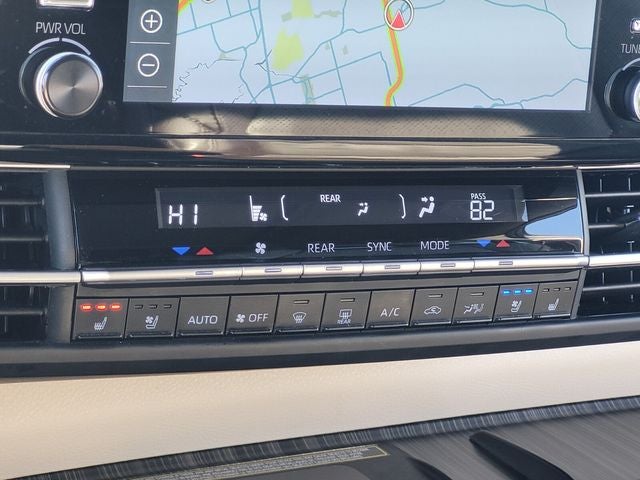 PWR VOL
TUNE
REAR
PASS
HI
82
REAR SYNC MODE
AUTO OFF REAR A/C